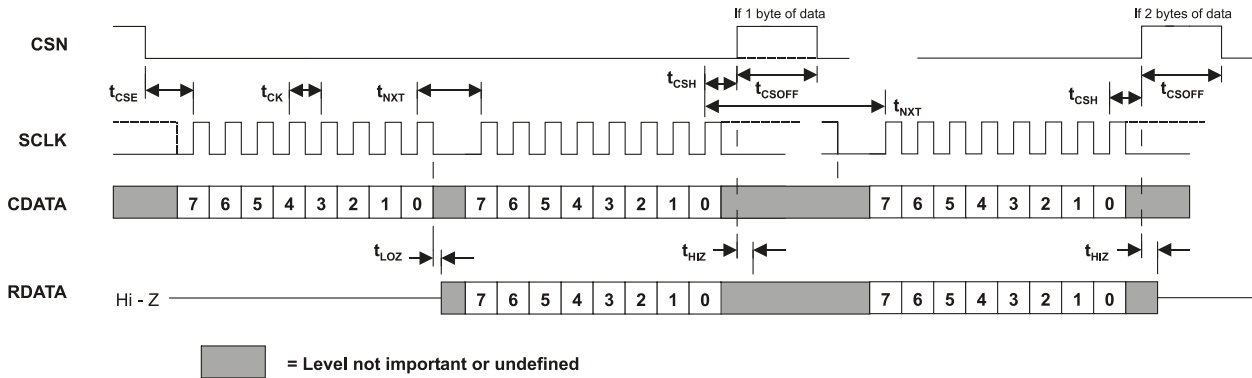 If 1 byte of data
If 2 bytes of data
CSN
tCSE
tCK
tNXT
tCSH
tCSOFF
tNXT
tCSH
tCSOFF
SCLK
CDATA
7 6 5 4 3 2 1 0
7 6 5 4 3 2 1 0
7 6 5 4 3 2 1 0
tLOZ
tHIZ
tHIZ
RDATA
Hi - Z
7 6 5 4 3 2 1 0
7 6 5 4 3 2 1 0
= Level not important or undefined